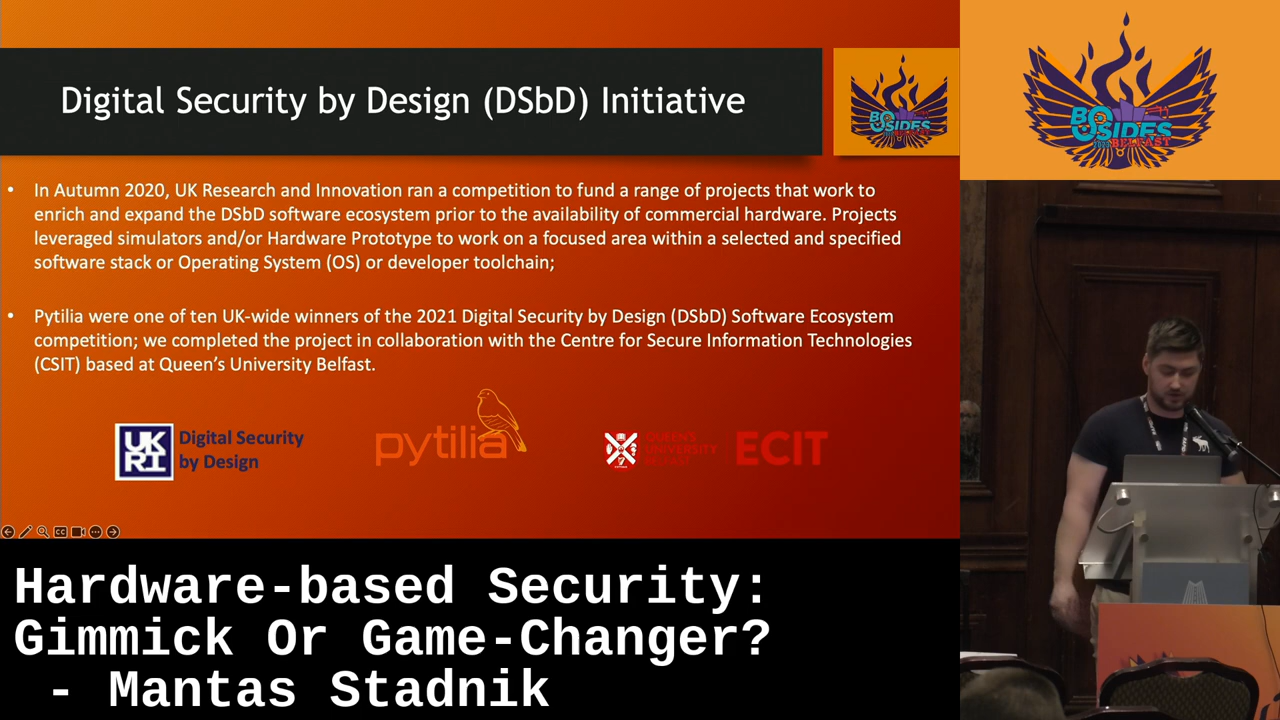 Digital Security by Design (DSbD) Initiative
BSIDES
BELFAST
BSIDES
BELFAST
• In Autumn 2020, UK Research and Innovation ran a competition to fund a range of projects that work to
enrich and expand the DSbD software ecosystem prior to the availability of commercial hardware. Projects
leveraged simulators and/or Hardware Prototype to work on a focused area within a selected and specified
software stack or Operating System (OS) or developer toolchain;
• Pytilia were one of ten UK-wide winners of the 2021 Digital Security by Design (DSbD) Software Ecosystem
competition; we completed the project in collaboration with the Centre for Secure Information Technologies
(CSIT) based at Queen's University Belfast.
UK
RI
Digital Security
by Design
pytilia
QUEEN'S
UNIVERSITY
BELFAST
ECIT
CC
Hardware-based Security:
Gimmick Or Game-Changer?
- Mantas Stadnik